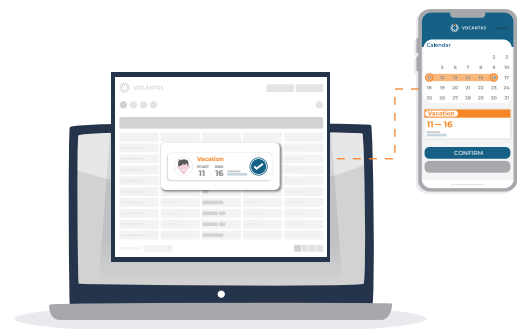 VOCANTAS
Vacation
START END
11 16
VOCANTAS
Calendar
2 3
5 6 7 8 9 10
11 12 13 14 15 16 17
18 19 20 21 22 23 24
25 26 27 28 29 30 31
Vacation
11 – 16
CONFIRM